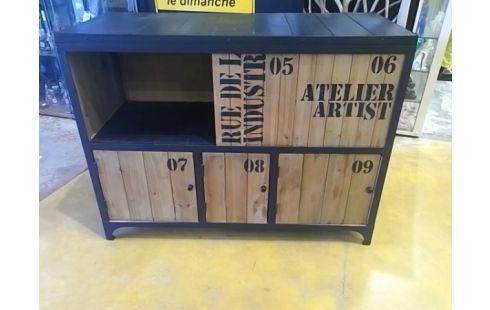 le dimanche
RUE DE L
INDUSTR
05
06
ATELIER
ARTIST
07
08
09